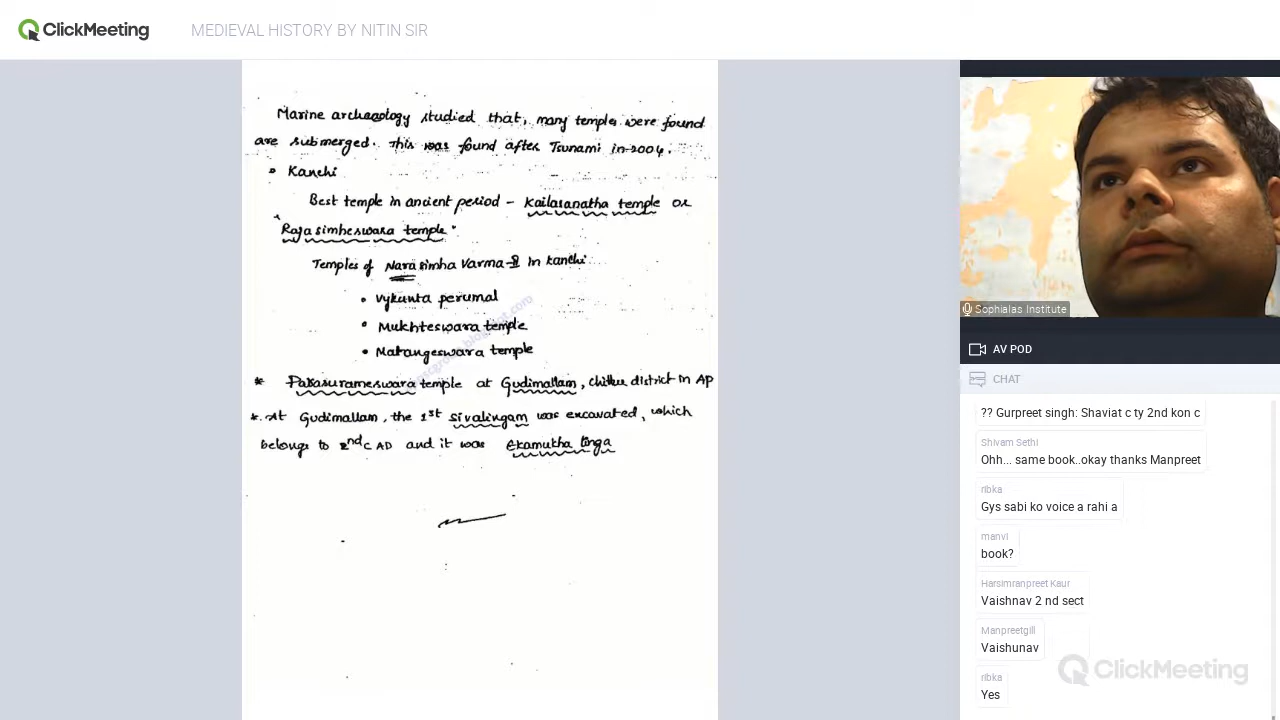 ClickMeeting
MEDIEVAL HISTORY BY NITIN SIR
Marine archaeology studied that, many temples were found
are submerged. This was found after Tsunami in 2004.
Kanchi
Best temple in ancient period - Kailasanatha temple or
Rajasimheswara temple.
Temples of Narasimha Varma-II in Kanchi
• Vykunta perumal
• Mukhteswara temple
• Matangeswara temple
* Parasurameswara temple at Gudimallam, chittur district in AP
*. At Gudimallam, the 1st sivalingam was excavated, which
belongs to 2nd C AD and it was Ekamukha linga
Sophialas Institute
AV POD
CHAT
?? Gurpreet singh: Shaviat c ty 2nd kon c
Shivam Sethi
Ohh... same book..okay thanks Manpreet
ribka
Gys sabi ko voice a rahi a
manvi
book?
Harsimranpreet Kaur
Vaishnav 2 nd sect
Manpreetgill
Vaishunav
ribka
Yes
ClickMeeting